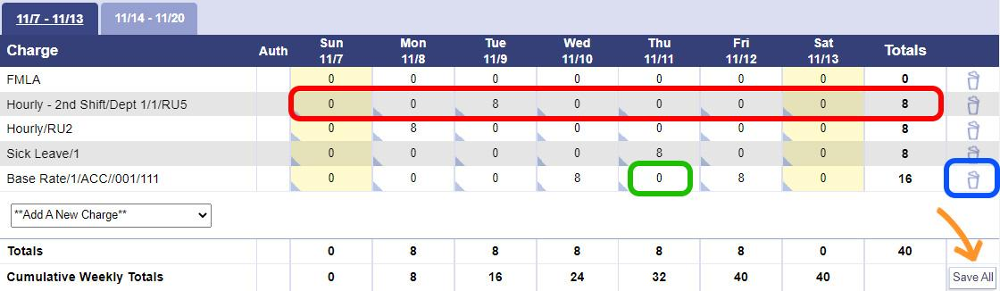 11/7 - 11/13 11/14 - 11/20
Charge Auth Sun 11/7 Mon 11/8 Tue 11/9 Wed 11/10 Thu 11/11 Fri 11/12 Sat 11/13 Totals
FMLA 0 0 0 0 0 0 0 0
Hourly - 2nd Shift/Dept 1/1/RU5 0 0 8 0 0 0 0 8
Hourly/RU2 0 8 0 0 0 0 0 8
Sick Leave/1 0 0 0 0 8 0 0 8
Base Rate/1/ACC//001/111 0 0 0 8 0 8 0 16
**Add A New Charge**
Totals 0 8 8 8 8 8 0 40
Cumulative Weekly Totals 0 8 16 24 32 40 40 Save All